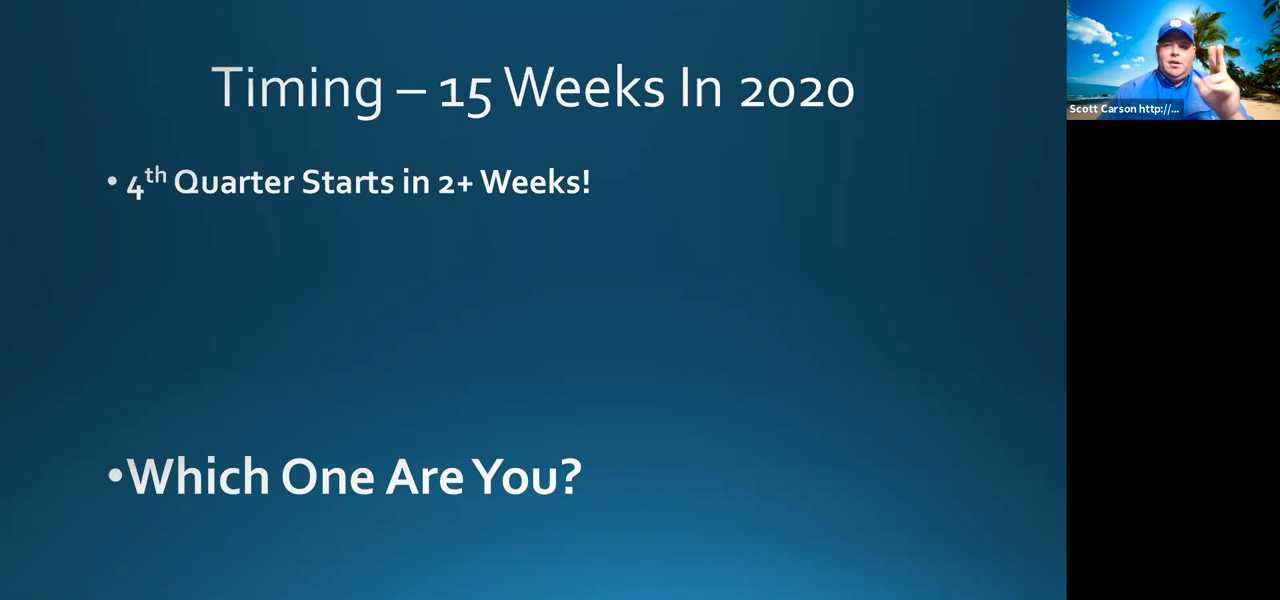 Timing – 15 Weeks In 2020
• 4th Quarter Starts in 2+ Weeks!
•Which One Are You?
Scott Carson http://...